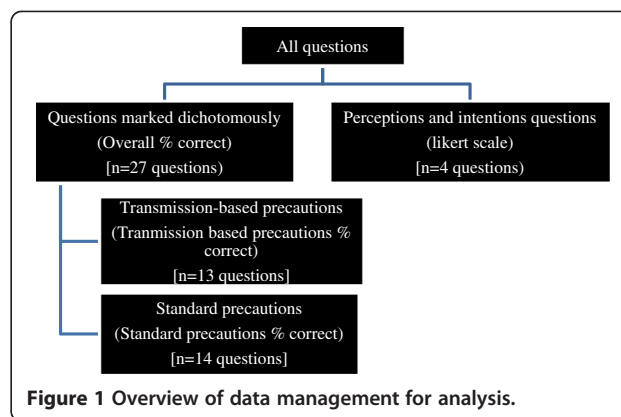 All questions
Questions marked dichotomously
(Overall % correct)
[n=27 questions)
Perceptions and intentions questions
(likert scale)
[n=4 questions)
Transmission-based precautions
(Tranmission based precautions %
correct)
[n=13 questions]
Standard precautions
(Standard precautions % correct)
[n=14 questions]
Figure 1 Overview of data management for analysis.